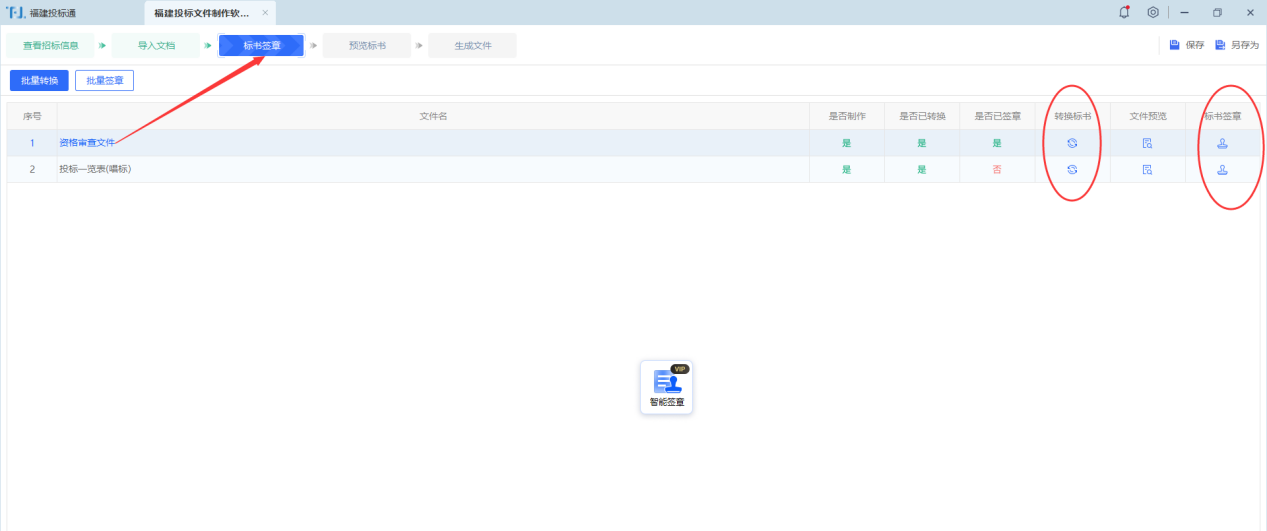 福建投标通 福建投标文件制作软...
查看招标信息 导入文档 标书签章 预览标书 生成文件 保存 另存为
批量转换 批量签章
序号 文件名 是否制作 是否已转换 是否已签章 转换标书 文件预览 标书签章
1 资格审查文件 是 是 是
2 投标一览表(唱标) 是 是 否
VIP
智能签章